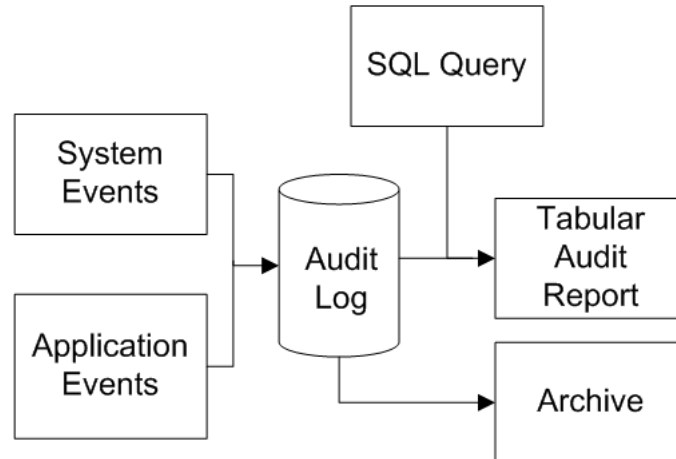 SQL Query
System
Events
Audit
Log
Tabular
Audit
Report
Application
Events
Archive